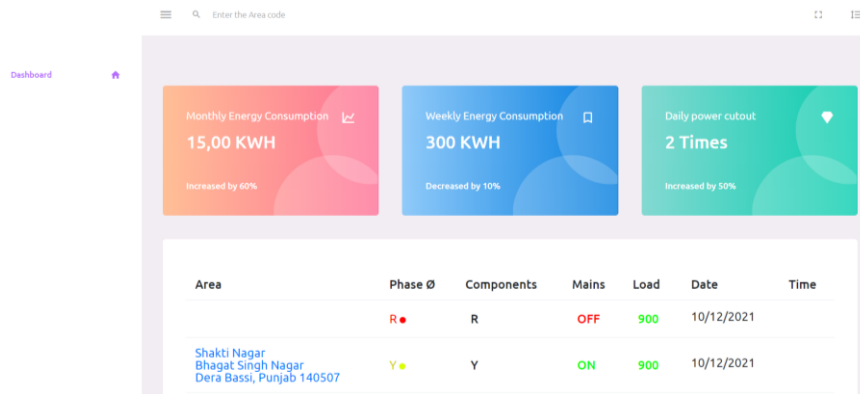 Enter the Area code
Dashboard
Monthly Energy Consumption
15,00 KWH
Increased by 60%
Weekly Energy Consumption
300 KWH
Decreased by 10%
Daily power cutout
2 Times
Increased by 50%
Area Phase Ø Components Mains Load Date Time
R R OFF 900 10/12/2021
Shakti Nagar
Bhagat Singh Nagar
Dera Bassi, Punjab 140507
Y Y ON 900 10/12/2021